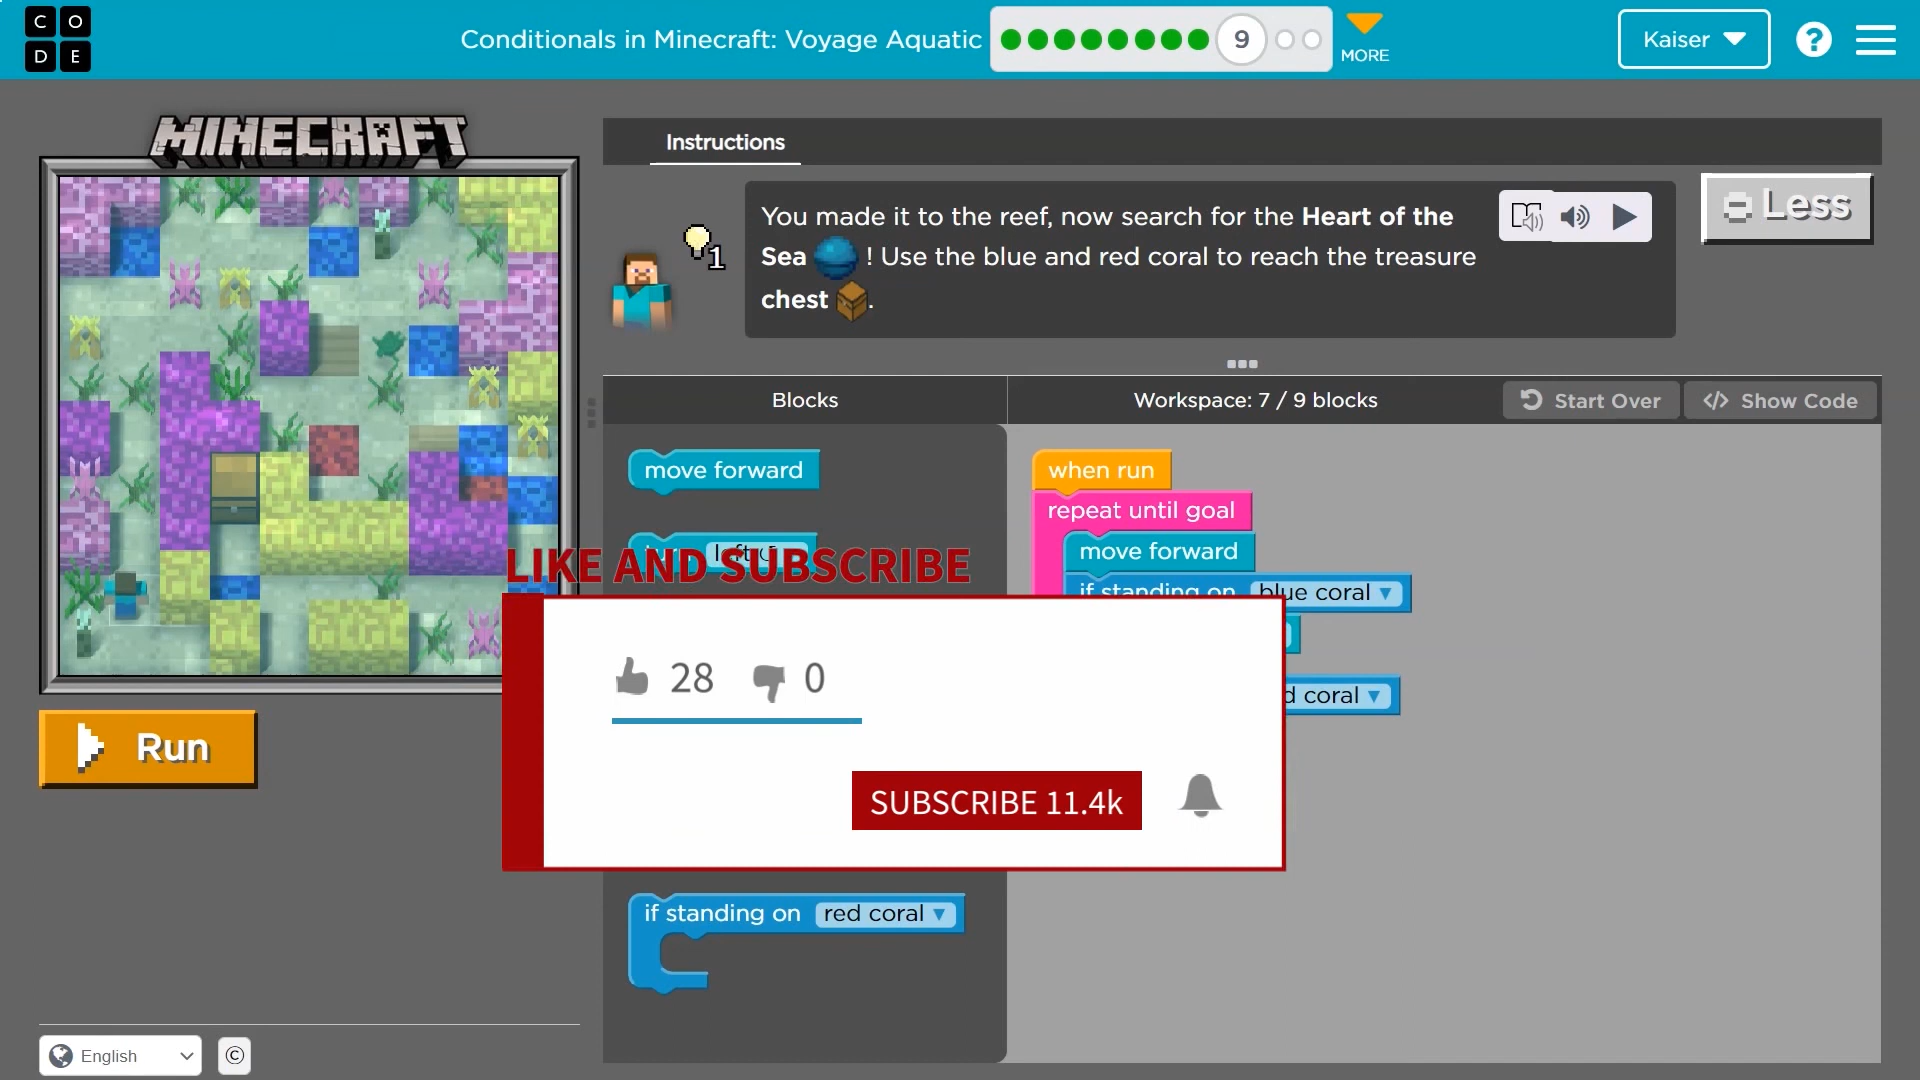 C O
D E
Conditionals in Minecraft: Voyage Aquatic
9
MORE
Kaiser
?
MINECRAFT
Instructions
1
You made it to the reef, now search for the Heart of the
Sea ! Use the blue and red coral to reach the treasure
chest .
Less
Blocks
Workspace: 7 / 9 blocks
Start Over
</> Show Code
move forward
when run
repeat until goal
move forward
if standing on blue coral ▼
d coral ▼
LIKE AND SUBSCRIBE
28
0
SUBSCRIBE 11.4k
Run
if standing on red coral ▼
English
©